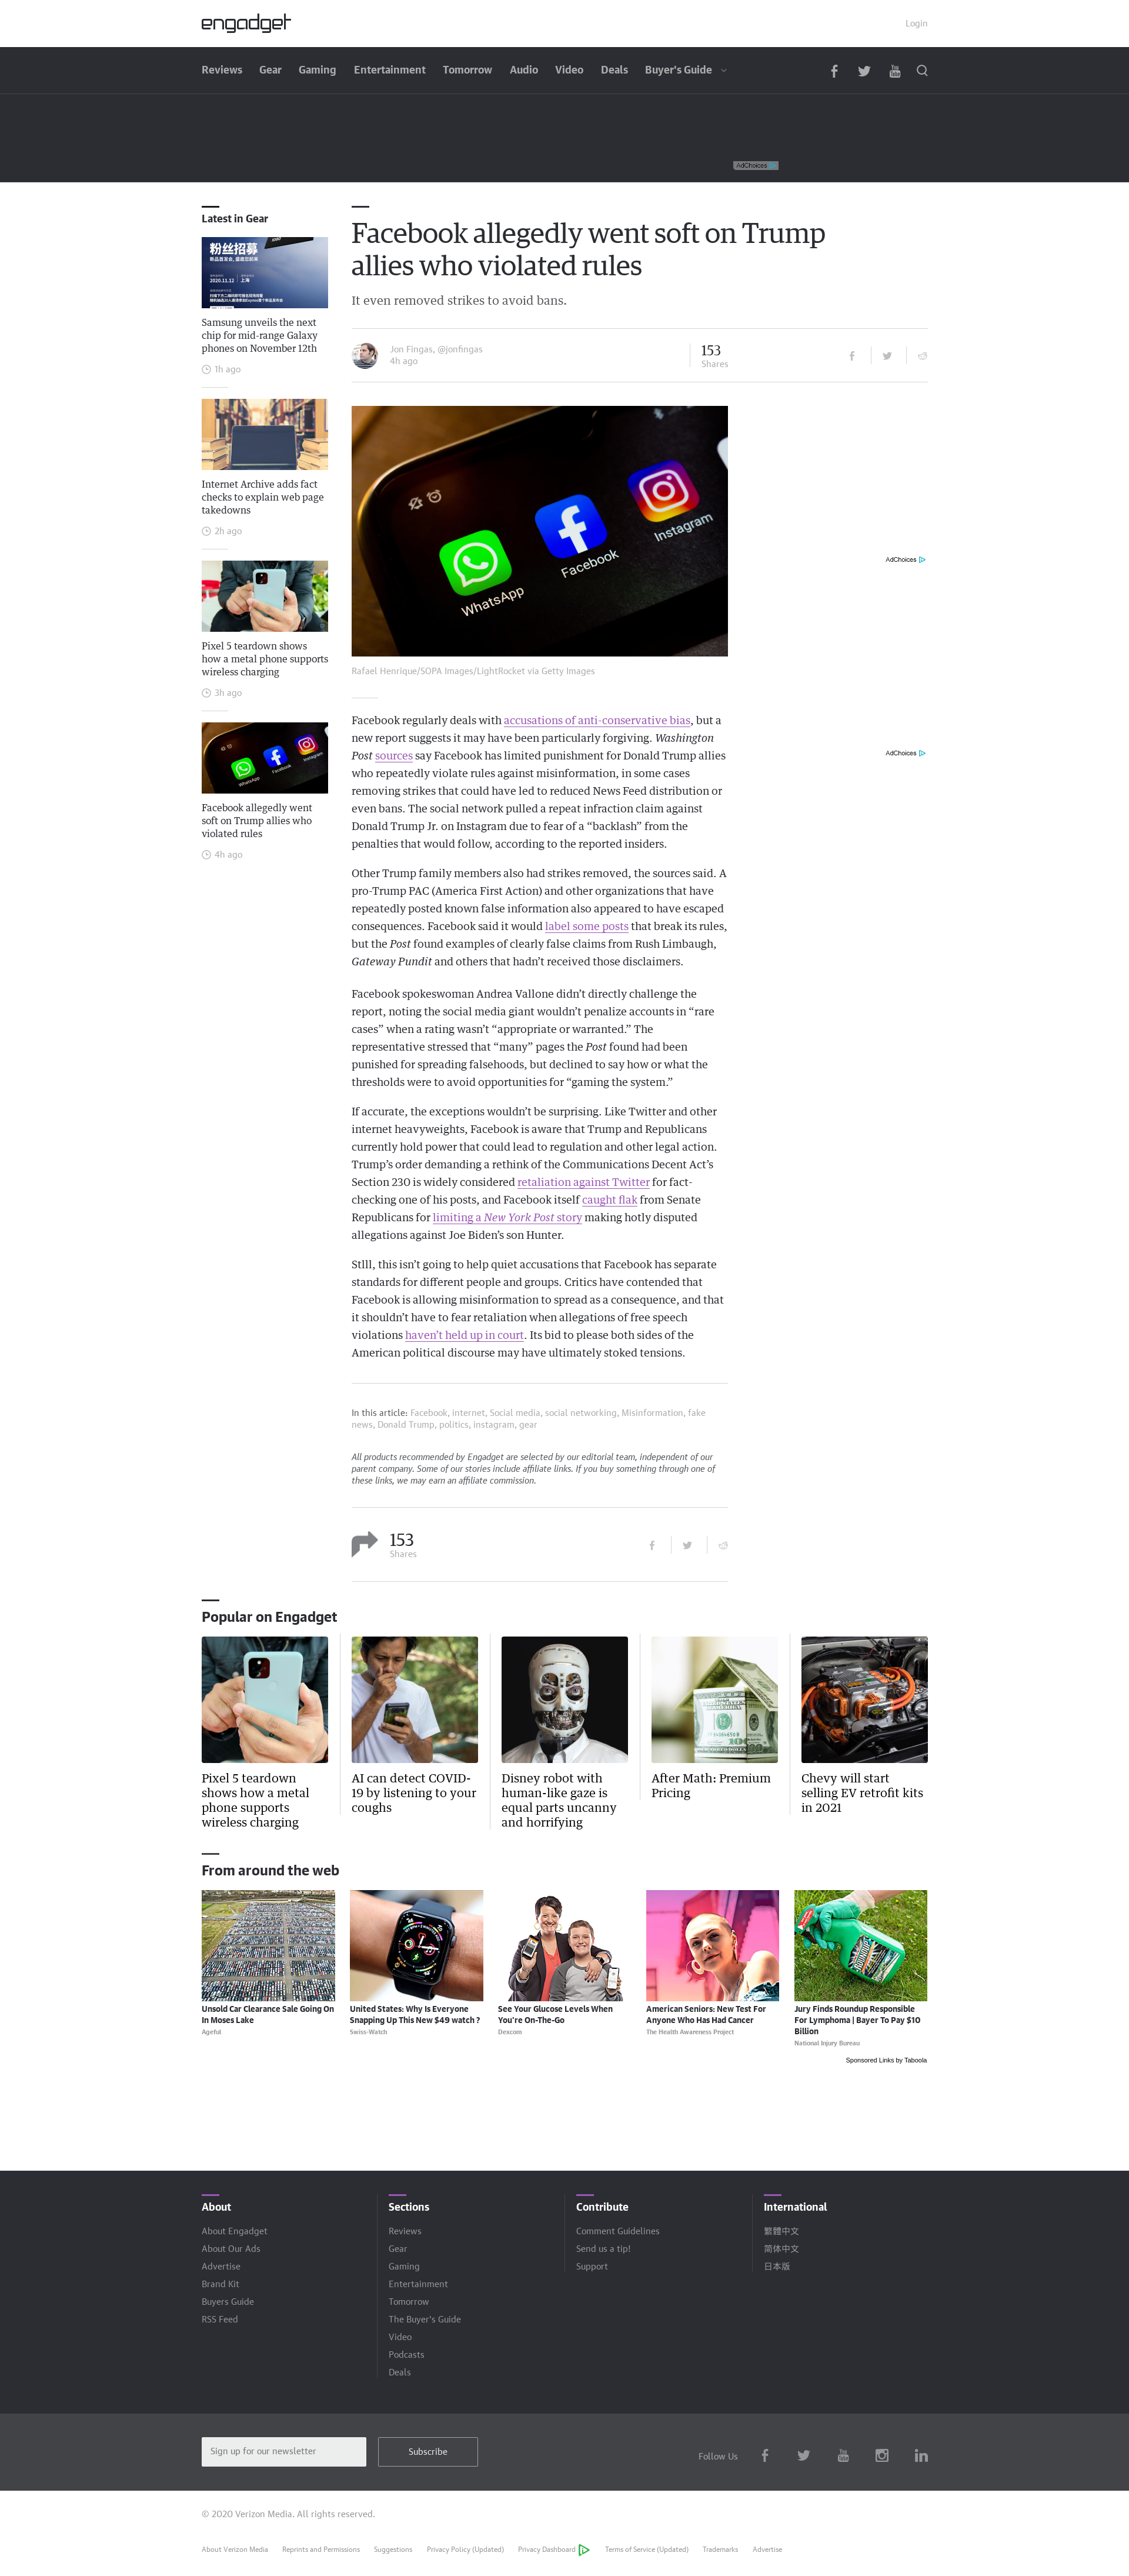 engadget
Login
Reviews Gear Gaming Entertainment Tomorrow Audio Video Deals Buyer's Guide
AdChoices
Latest in Gear
粉丝招募
2020.11.12 上海
Samsung unveils the next
chip for mid-range Galaxy
phones on November 12th
1h ago
Internet Archive adds fact
checks to explain web page
takedowns
2h ago
Pixel 5 teardown shows
how a metal phone supports
wireless charging
3h ago
WhatsApp Facebook Instagram
Facebook allegedly went
soft on Trump allies who
violated rules
4h ago
Facebook allegedly went soft on Trump
allies who violated rules
It even removed strikes to avoid bans.
Jon Fingas, @jonfingas
4h ago
153
Shares
WhatsApp
Facebook
Instagram
AdChoices
Rafael Henrique/SOPA Images/LightRocket via Getty Images
AdChoices
Facebook regularly deals with accusations of anti-conservative bias, but a
new report suggests it may have been particularly forgiving. Washington
Post sources say Facebook has limited punishment for Donald Trump allies
who repeatedly violate rules against misinformation, in some cases
removing strikes that could have led to reduced News Feed distribution or
even bans. The social network pulled a repeat infraction claim against
Donald Trump Jr. on Instagram due to fear of a “backlash” from the
penalties that would follow, according to the reported insiders.
Other Trump family members also had strikes removed, the sources said. A
pro-Trump PAC (America First Action) and other organizations that have
repeatedly posted known false information also appeared to have escaped
consequences. Facebook said it would label some posts that break its rules,
but the Post found examples of clearly false claims from Rush Limbaugh,
Gateway Pundit and others that hadn’t received those disclaimers.
Facebook spokeswoman Andrea Vallone didn’t directly challenge the
report, noting the social media giant wouldn’t penalize accounts in “rare
cases” when a rating wasn’t “appropriate or warranted.” The
representative stressed that “many” pages the Post found had been
punished for spreading falsehoods, but declined to say how or what the
thresholds were to avoid opportunities for “gaming the system.”
If accurate, the exceptions wouldn’t be surprising. Like Twitter and other
internet heavyweights, Facebook is aware that Trump and Republicans
currently hold power that could lead to regulation and other legal action.
Trump’s order demanding a rethink of the Communications Decent Act’s
Section 230 is widely considered retaliation against Twitter for fact-
checking one of his posts, and Facebook itself caught flak from Senate
Republicans for limiting a New York Post story making hotly disputed
allegations against Joe Biden’s son Hunter.
Stlll, this isn’t going to help quiet accusations that Facebook has separate
standards for different people and groups. Critics have contended that
Facebook is allowing misinformation to spread as a consequence, and that
it shouldn’t have to fear retaliation when allegations of free speech
violations haven’t held up in court. Its bid to please both sides of the
American political discourse may have ultimately stoked tensions.
In this article: Facebook, internet, Social media, social networking, Misinformation, fake
news, Donald Trump, politics, instagram, gear
All products recommended by Engadget are selected by our editorial team, independent of our
parent company. Some of our stories include affiliate links. If you buy something through one of
these links, we may earn an affiliate commission.
153
Shares
Popular on Engadget
Pixel 5 teardown
shows how a metal
phone supports
wireless charging
AI can detect COVID-
19 by listening to your
coughs
Disney robot with
human-like gaze is
equal parts uncanny
and horrifying
After Math: Premium
Pricing
Chevy will start
selling EV retrofit kits
in 2021
From around the web
Unsold Car Clearance Sale Going On
In Moses Lake
Ageful
United States: Why Is Everyone
Snapping Up This New $49 watch ?
Swiss-Watch
See Your Glucose Levels When
You’re On-The-Go
Dexcom
American Seniors: New Test For
Anyone Who Has Had Cancer
The Health Awareness Project
Jury Finds Roundup Responsible
For Lymphoma | Bayer To Pay $10
Billion
National Injury Bureau
Sponsored Links by Taboola
About
About Engadget
About Our Ads
Advertise
Brand Kit
Buyers Guide
RSS Feed
Sections
Reviews
Gear
Gaming
Entertainment
Tomorrow
The Buyer's Guide
Video
Podcasts
Deals
Contribute
Comment Guidelines
Send us a tip!
Support
International
繁體中文
简体中文
日本版
Sign up for our newsletter
Subscribe
Follow Us
© 2020 Verizon Media. All rights reserved.
About Verizon Media Reprints and Permissions Suggestions Privacy Policy (Updated) Privacy Dashboard Terms of Service (Updated) Trademarks Advertise